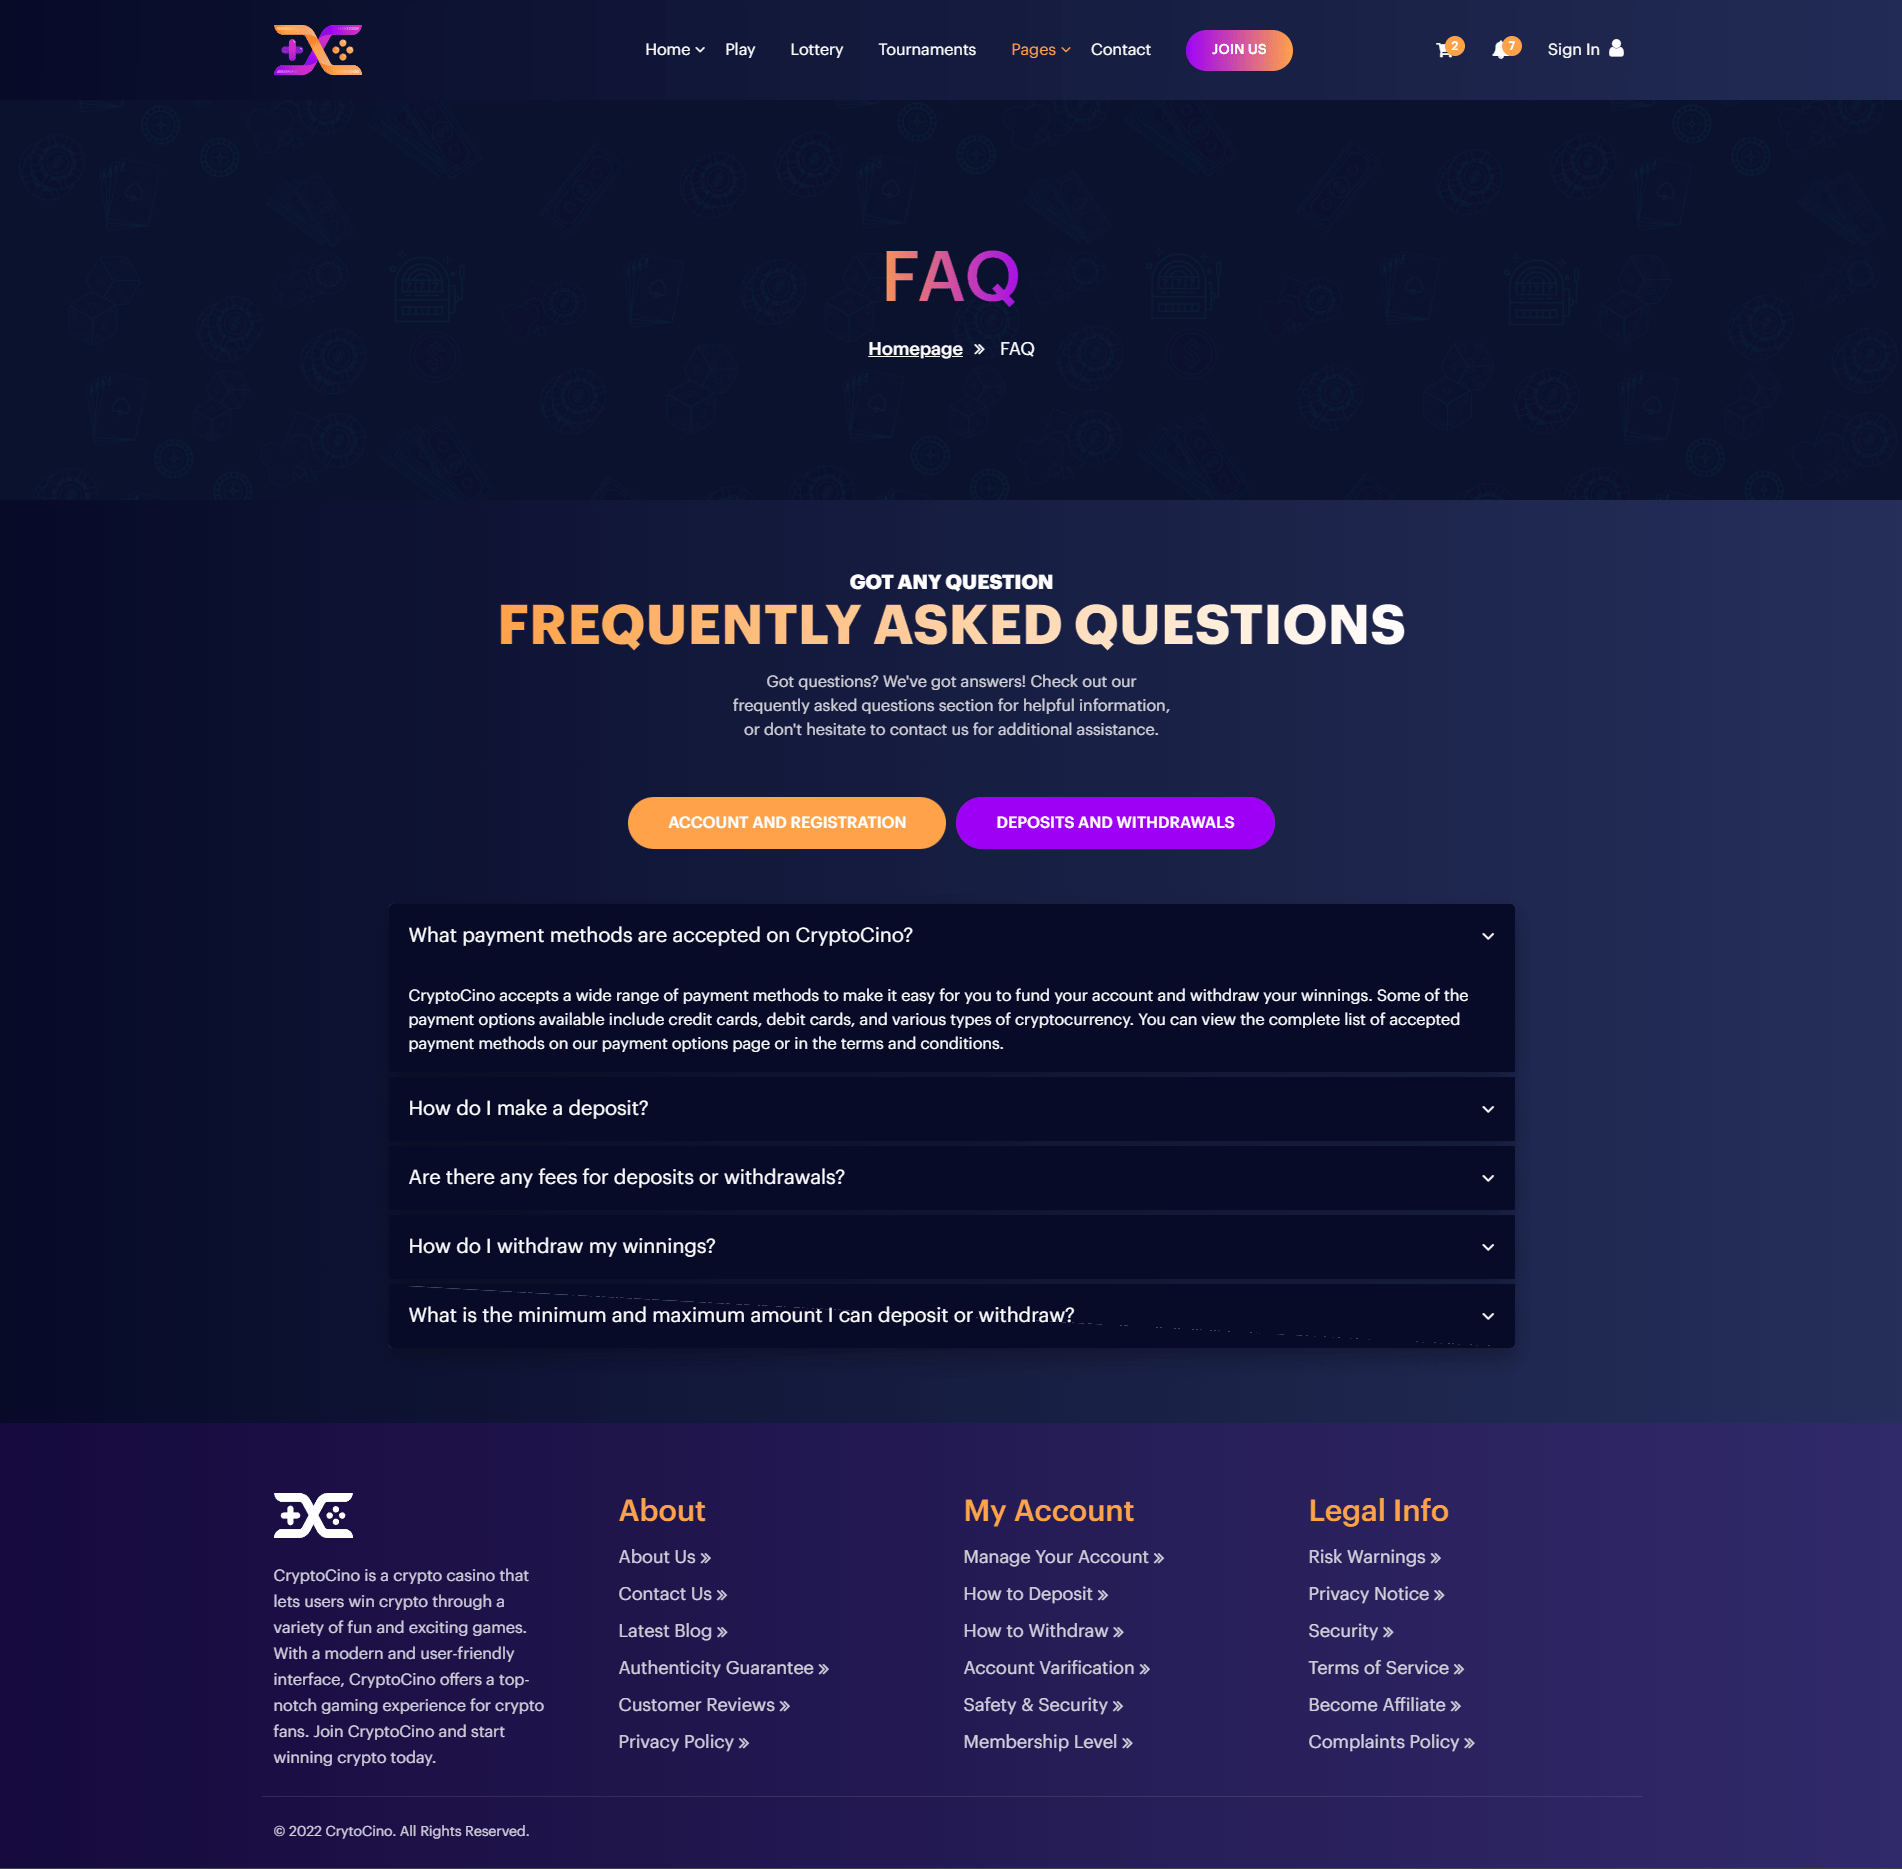 Home Play Lottery Tournaments Pages Contact JOIN US 2 7 Sign In
FAQ
Homepage » FAQ
GOT ANY QUESTION
FREQUENTLY ASKED QUESTIONS
Got questions? We've got answers! Check out our
frequently asked questions section for helpful information,
or don't hesitate to contact us for additional assistance.
ACCOUNT AND REGISTRATION DEPOSITS AND WITHDRAWALS
What payment methods are accepted on CryptoCino?
CryptoCino accepts a wide range of payment methods to make it easy for you to fund your account and withdraw your winnings. Some of the
payment options available include credit cards, debit cards, and various types of cryptocurrency. You can view the complete list of accepted
payment methods on our payment options page or in the terms and conditions.
How do I make a deposit?
Are there any fees for deposits or withdrawals?
How do I withdraw my winnings?
What is the minimum and maximum amount I can deposit or withdraw?
CryptoCino is a crypto casino that
lets users win crypto through a
variety of fun and exciting games.
With a modern and user-friendly
interface, CryptoCino offers a top-
notch gaming experience for crypto
fans. Join CryptoCino and start
winning crypto today.
About
About Us »
Contact Us »
Latest Blog »
Authenticity Guarantee »
Customer Reviews »
Privacy Policy »
My Account
Manage Your Account »
How to Deposit »
How to Withdraw »
Account Varification »
Safety & Security »
Membership Level »
Legal Info
Risk Warnings »
Privacy Notice »
Security »
Terms of Service »
Become Affiliate »
Complaints Policy »
© 2022 CrytoCino. All Rights Reserved.